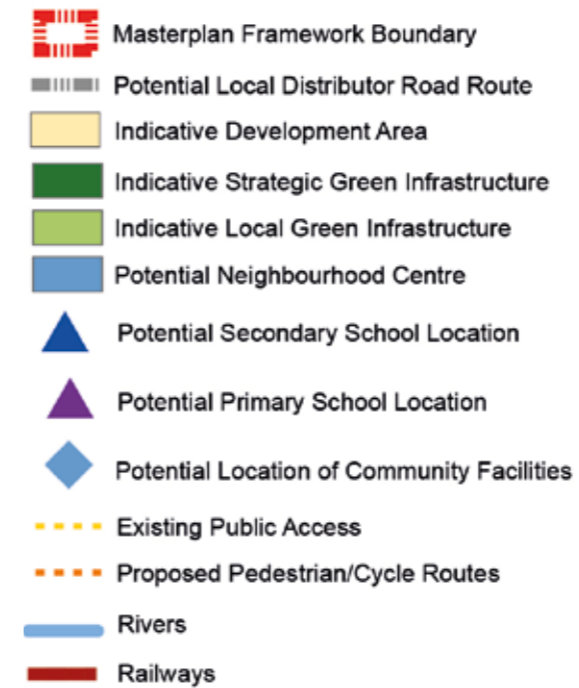 Masterplan Framework Boundary
Potential Local Distributor Road Route
Indicative Development Area
Indicative Strategic Green Infrastructure
Indicative Local Green Infrastructure
Potential Neighbourhood Centre
Potential Secondary School Location
Potential Primary School Location
Potential Location of Community Facilities
Existing Public Access
Proposed Pedestrian/Cycle Routes
Rivers
Railways